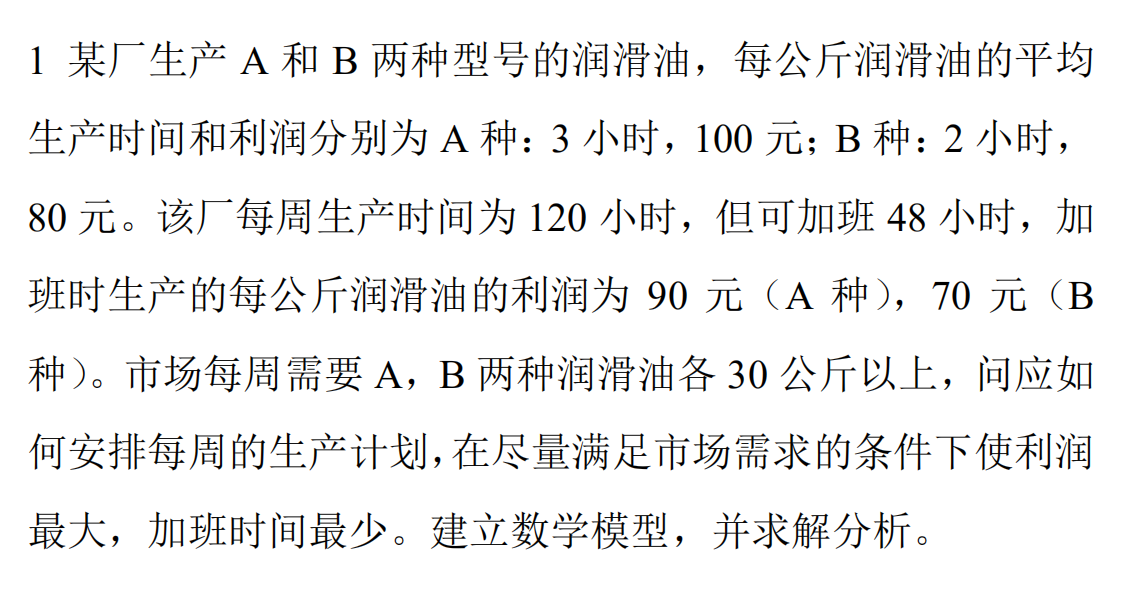 1 某厂生产 A 和 B 两种型号的润滑油，每公斤润滑油的平均
生产时间和利润分别为 A 种：3 小时，100 元；B 种：2 小时，
80 元。该厂每周生产时间为 120 小时，但可加班 48 小时，加
班时生产的每公斤润滑油的利润为 90 元（A 种），70 元（B
种）。市场每周需要 A，B 两种润滑油各 30 公斤以上，问应如
何安排每周的生产计划，在尽量满足市场需求的条件下使利润
最大，加班时间最少。建立数学模型，并求解分析。